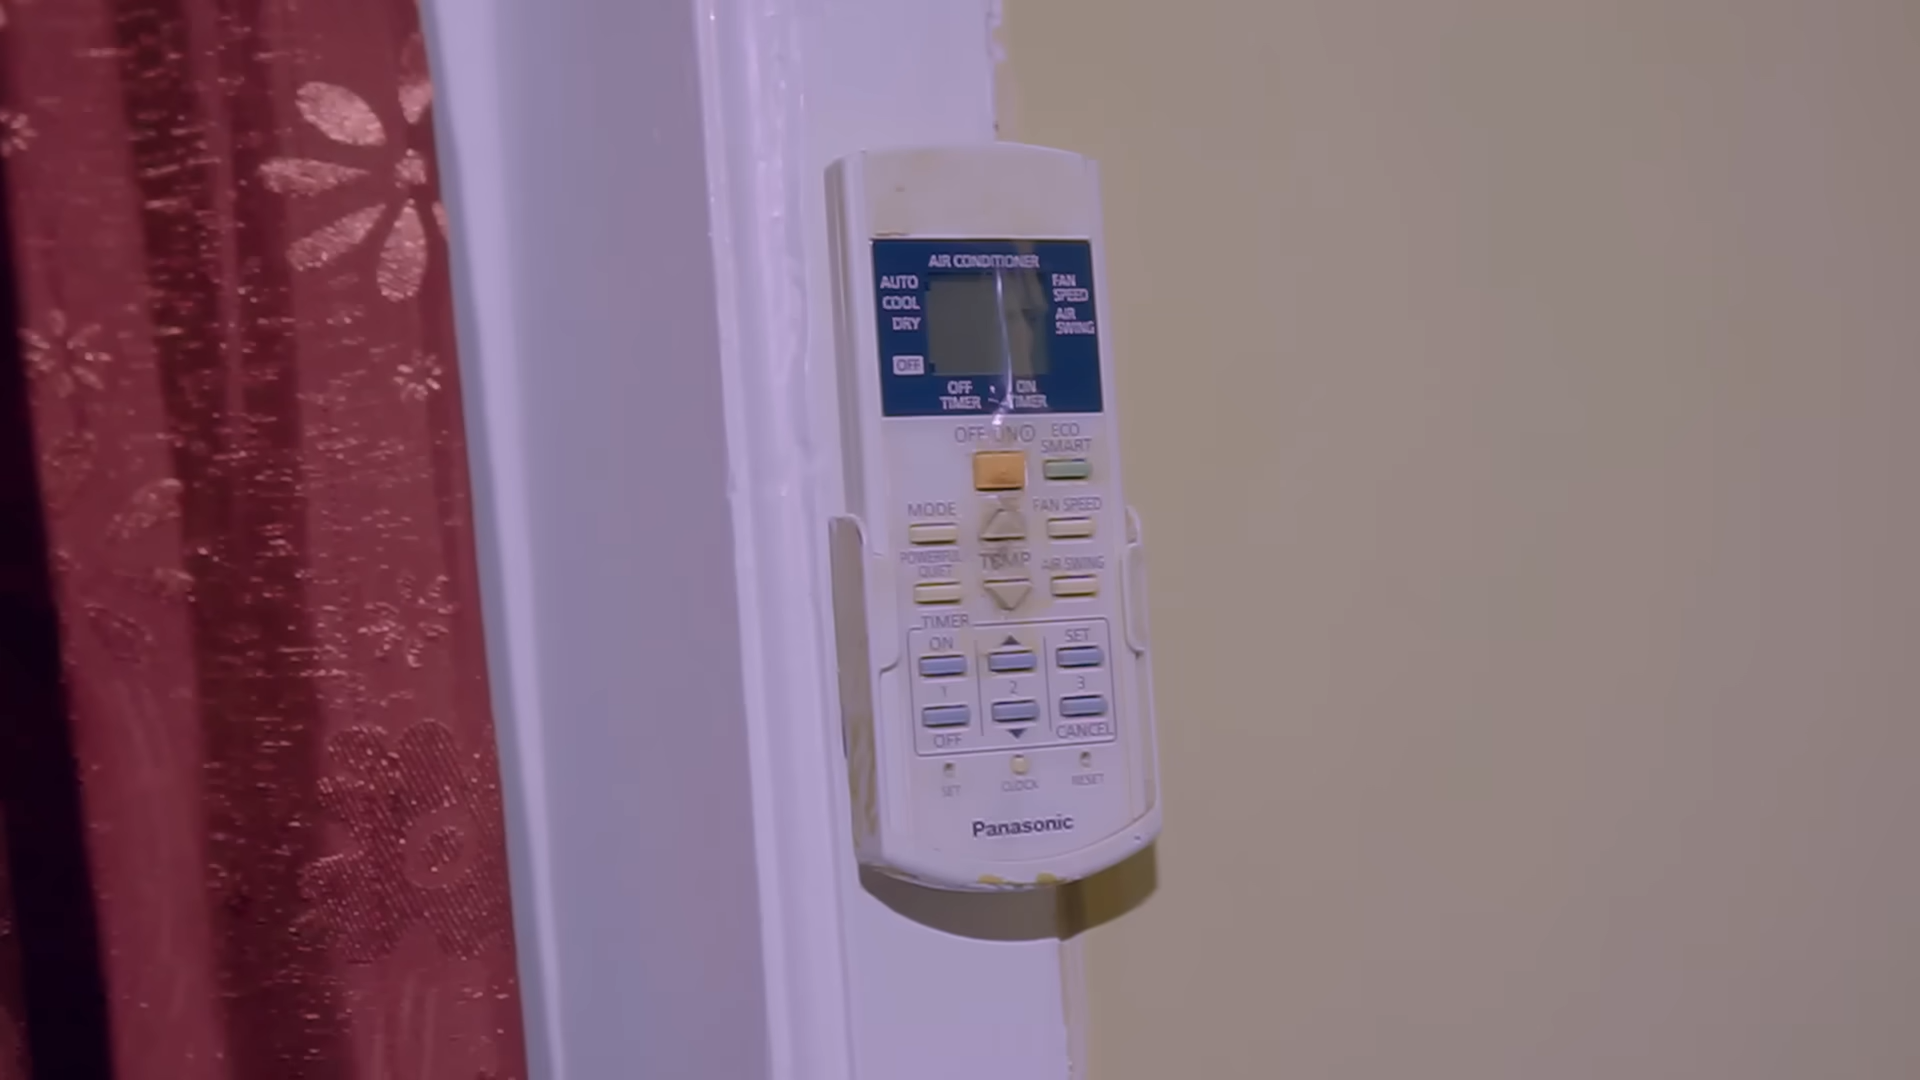 AIR CONDITIONER
AUTO
COOL
DRY
OFF
FAN
SPEED
AIR
SWING
OFF
TIMER
ON
TIMER
OFF/ON
ECO
SMART
MODE
FAN SPEED
POWERFUL
QUIET
TEMP
AIR SWING
TIMER
ON
SET
1
2
3
OFF
CANCEL
SET
CLOCK
RESET
Panasonic